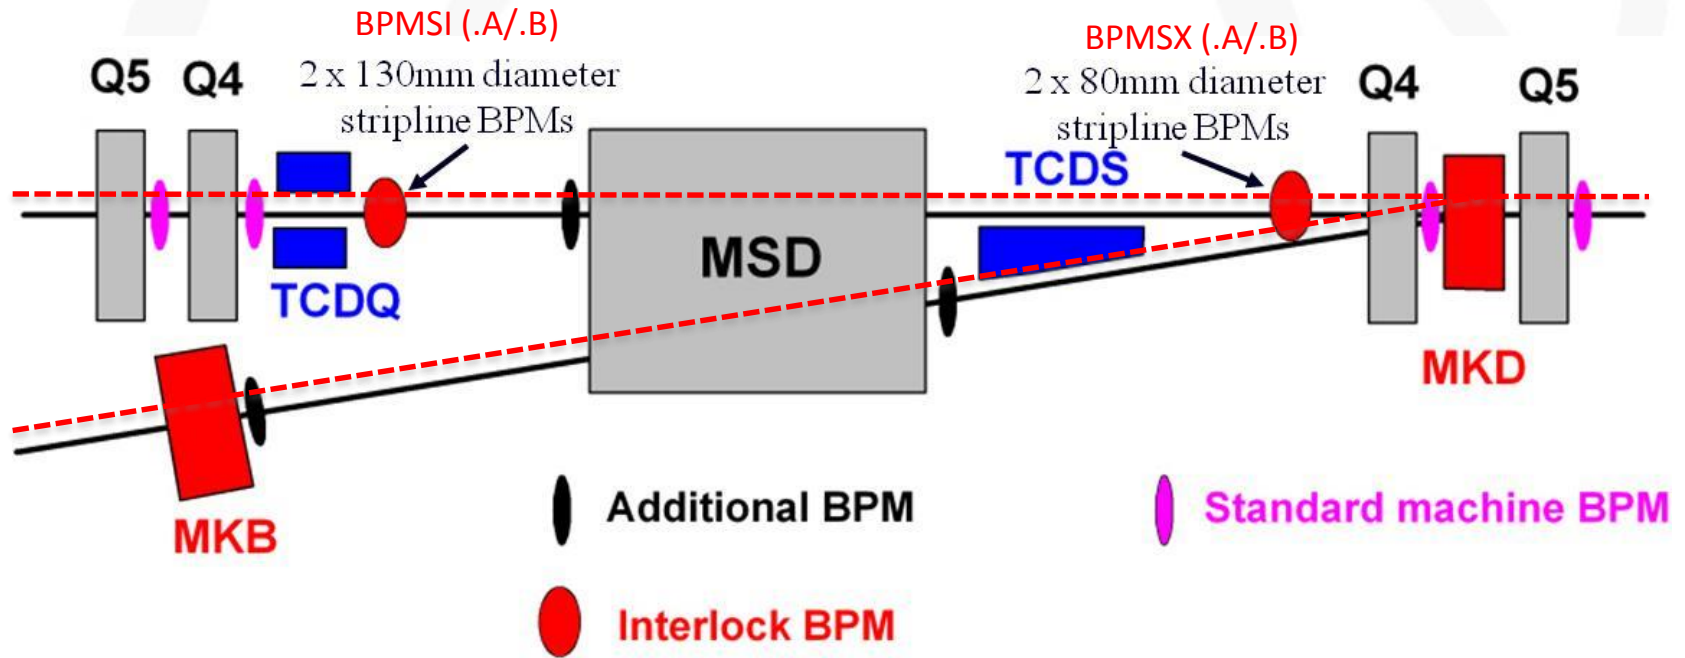 BPMSI (.A/.B)
2 x 130mm diameter
stripline BPMs
BPMSX (.A/.B)
2 x 80mm diameter
stripline BPMs
Q5
Q4
Q4
Q5
TCDS
MSD
TCDQ
MKD
MKB
Additional BPM
Standard machine BPM
Interlock BPM